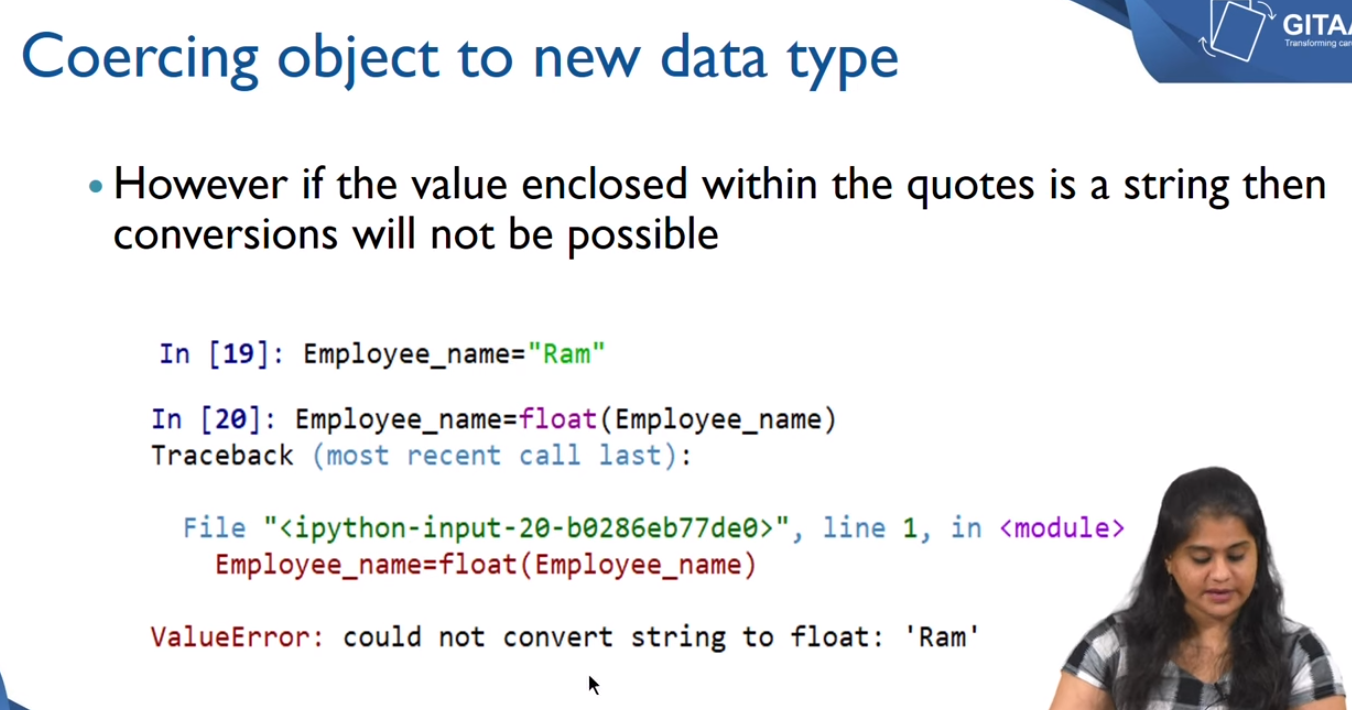 GITAA
Transforming car
Coercing object to new data type
• However if the value enclosed within the quotes is a string then
conversions will not be possible
In [19]: Employee_name="Ram"
In [20]: Employee_name=float(Employee_name)
Traceback (most recent call last):
File "<ipython-input-20-b0286eb77de0>", line 1, in <module>
Employee_name=float(Employee_name)
ValueError: could not convert string to float: 'Ram'